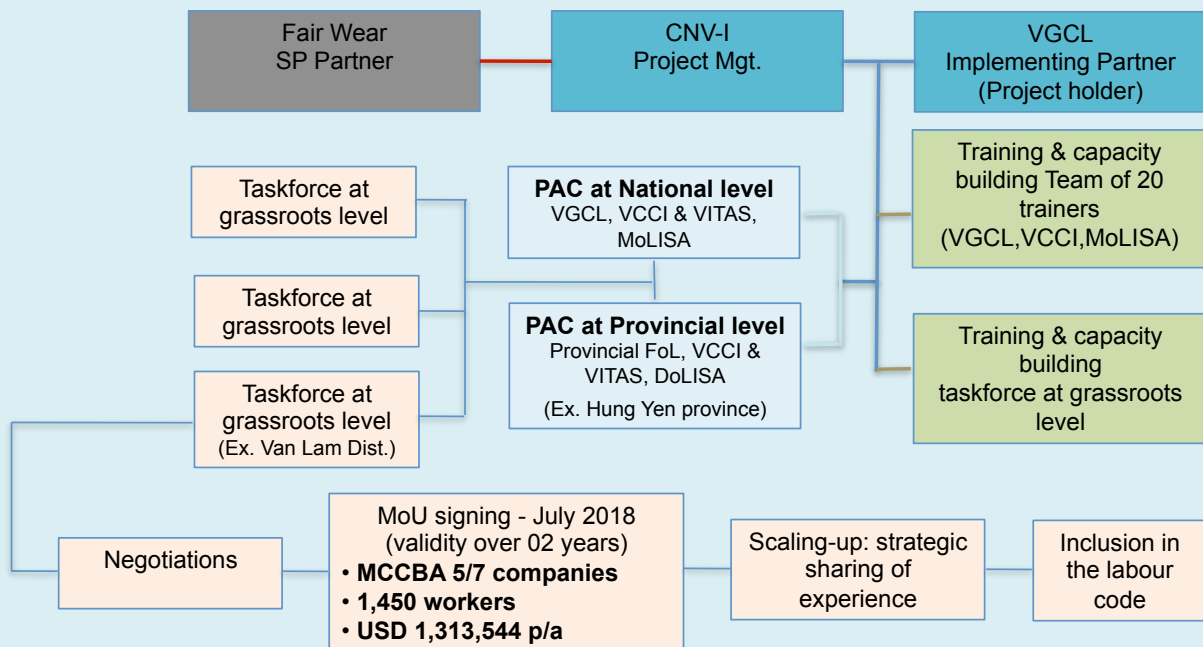 Fair Wear
SP Partner
CNV-I
Project Mgt.
VGCL
Implementing Partner
(Project holder)
Taskforce at
grassroots level
PAC at National level
VGCL, VCCI & VITAS,
MoLISA
Training & capacity
building Team of 20
trainers
(VGCL,VCCI,MoLISA)
Taskforce at
grassroots level
PAC at Provincial level
Provincial FoL, VCCI &
VITAS, DoLISA
(Ex. Hung Yen province)
Training & capacity
building
taskforce at grassroots
level
Taskforce at
grassroots level
(Ex. Van Lam Dist.)
Negotiations
MoU signing - July 2018
(validity over 02 years)
• MCCBA 5/7 companies
• 1,450 workers
• USD 1,313,544 p/a
Scaling-up: strategic
sharing of
experience
Inclusion in
the labour
code